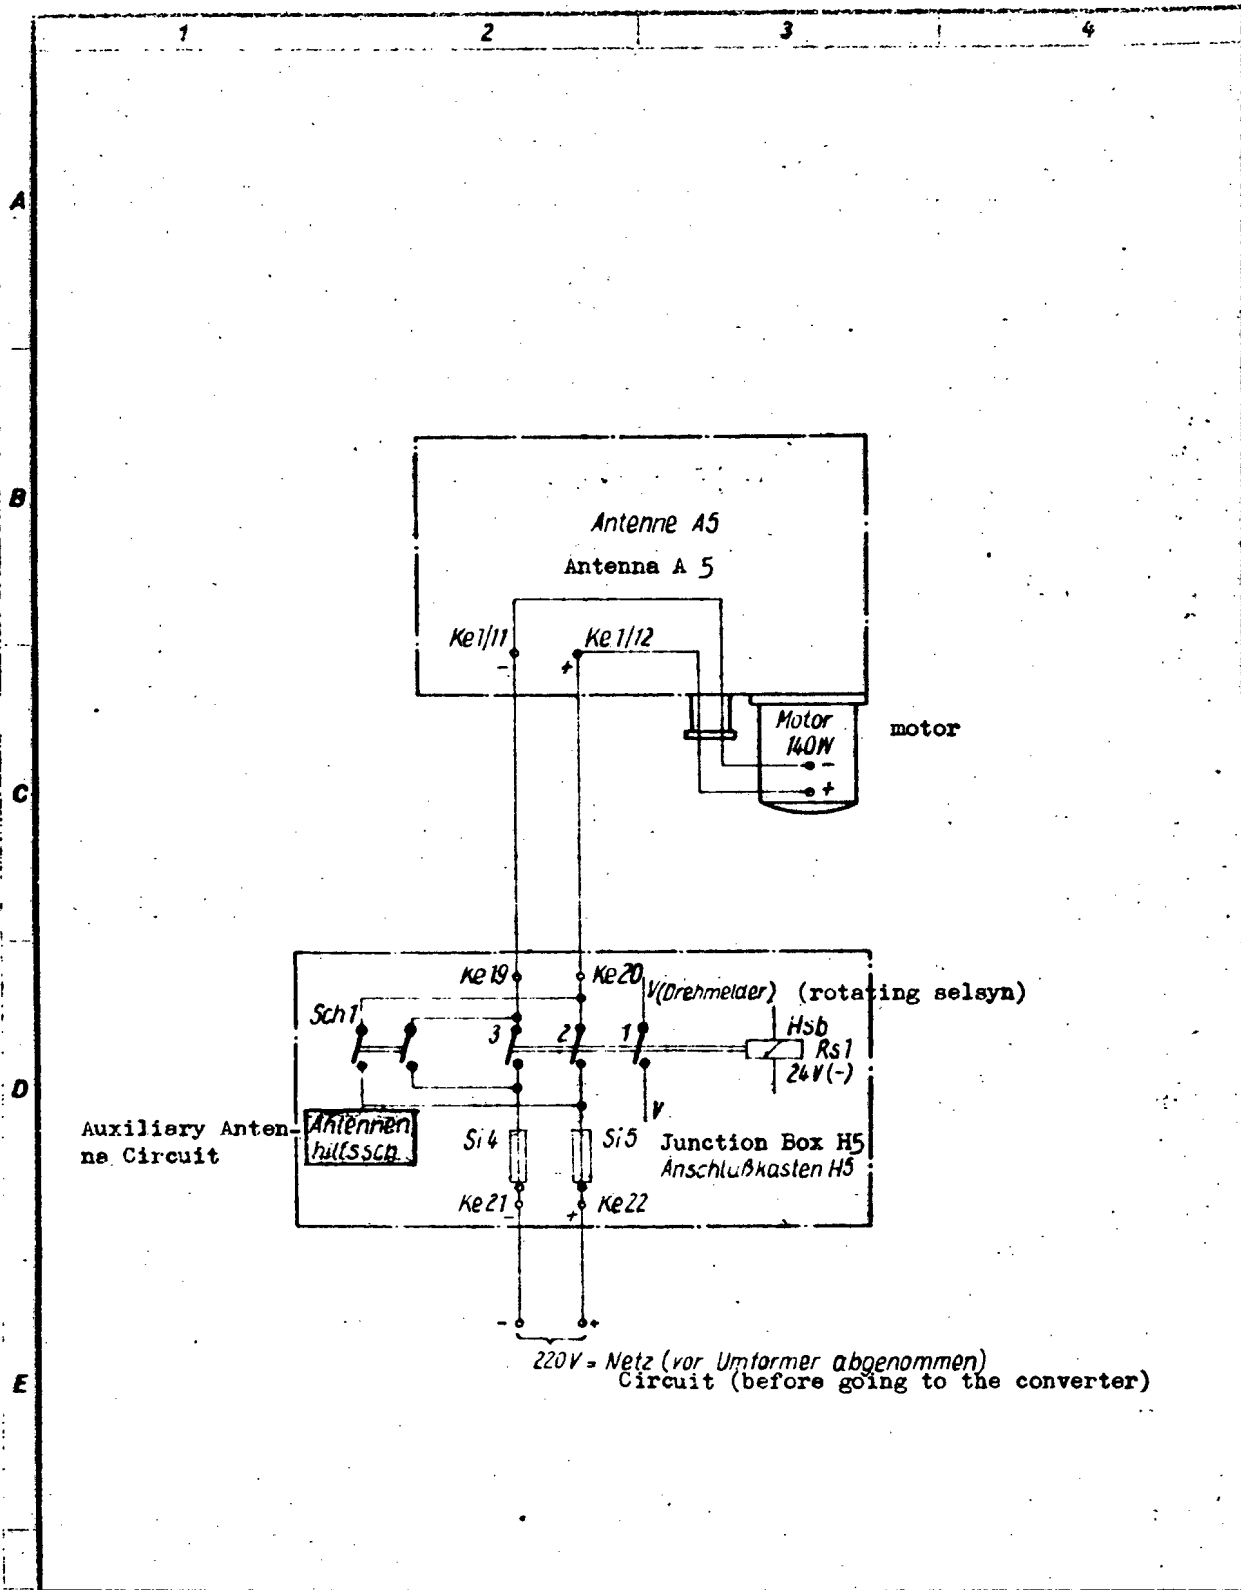 1 2 3 4
A
B
Antenne A5
Antenna A 5
Ke1/11 Ke1/12
- +
Motor
140W
motor
-
+
C
Ke19 Ke20
V(Drehmelder) (rotating selsyn)
Sch1
3 2 1
Hsb
Rs1
24V(-)
D
V
Auxiliary Anten-
na Circuit
Antennen
hilfssch.
Si4 Si5
Junction Box H5
Anschlußkasten H5
Ke21 Ke22
- +
- +
220V = Netz (vor Umformer abgenommen)
Circuit (before going to the converter)
E